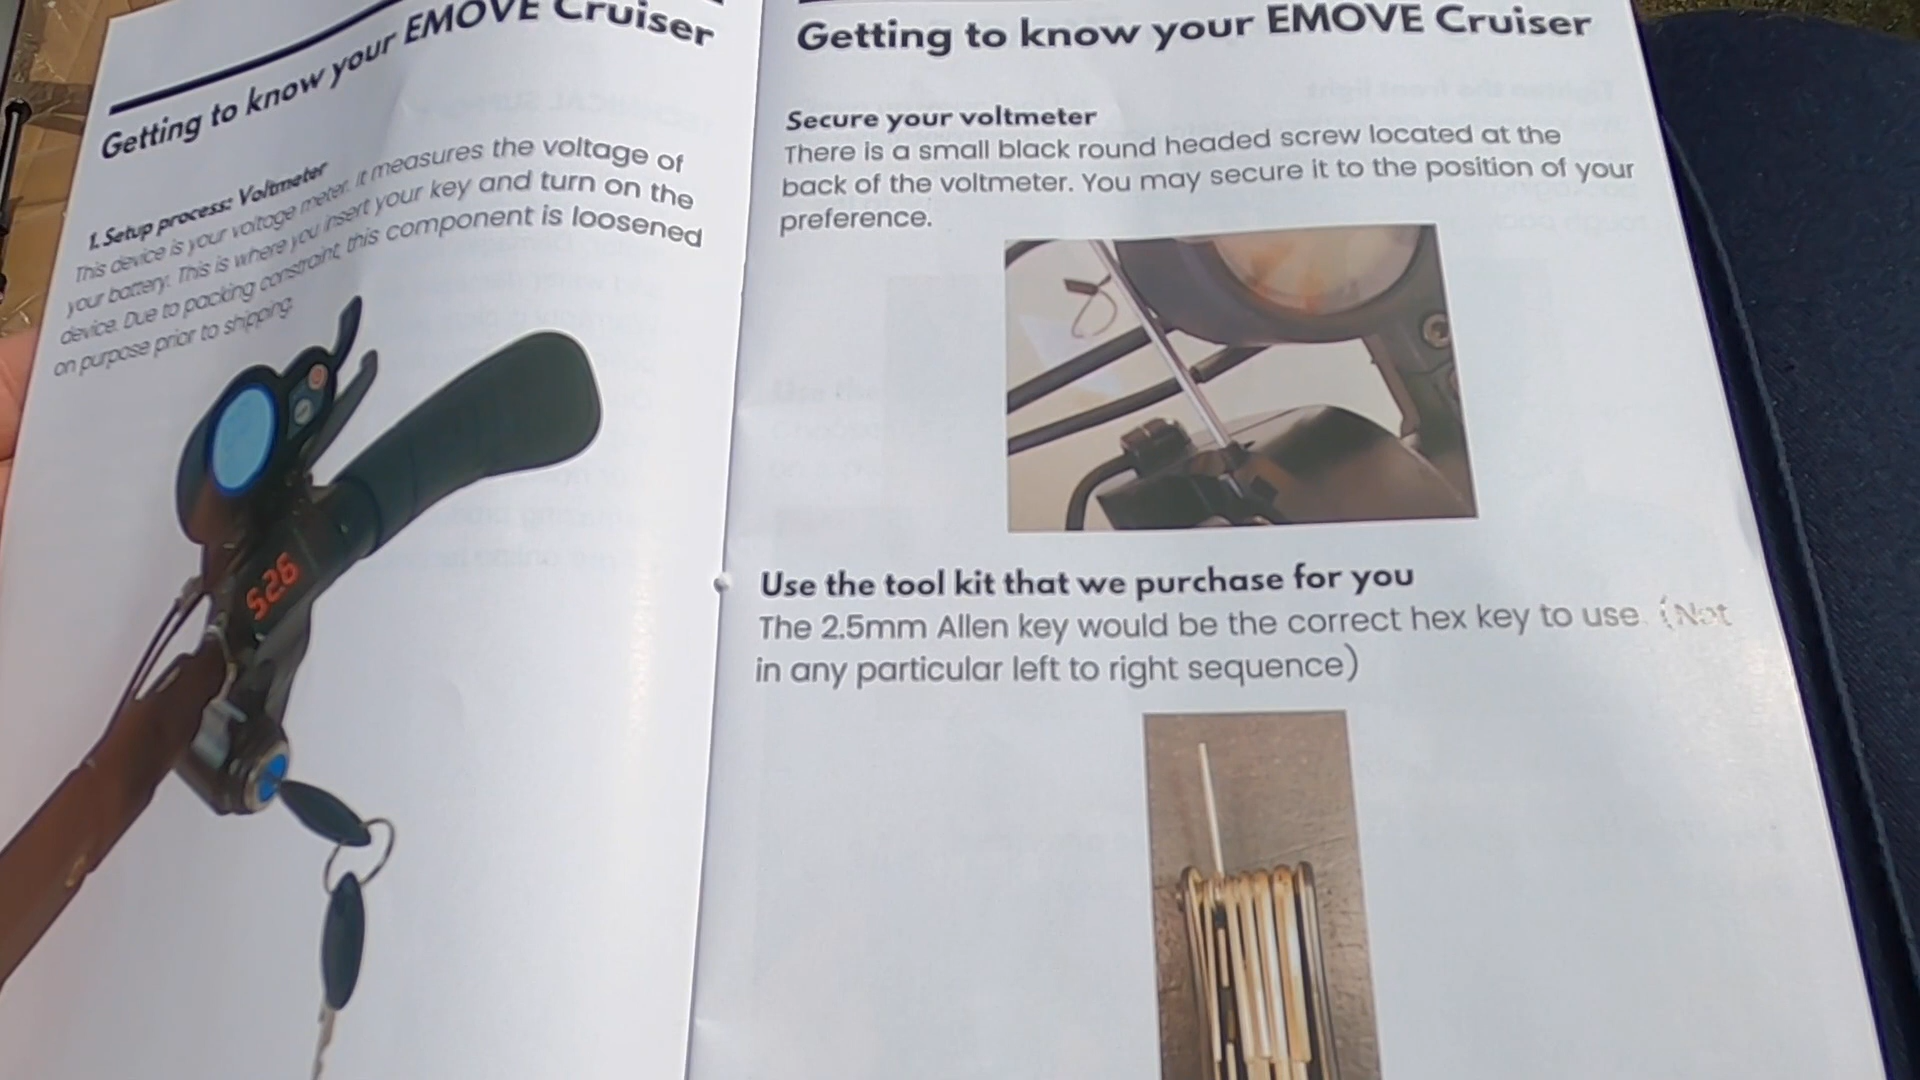 Getting to know your EMOVE Cruiser
1. Setup process: Voltmeter
This device is your voltage meter. It measures the voltage of
your battery. This is where you insert your key and turn on the
device. Due to packing constraint, this component is loosened
on purpose prior to shipping.
526
Getting to know your EMOVE Cruiser
Secure your voltmeter
There is a small black round headed screw located at the
back of the voltmeter. You may secure it to the position of your
preference.
Use the tool kit that we purchase for you
The 2.5mm Allen key would be the correct hex key to use. (Not
in any particular left to right sequence)